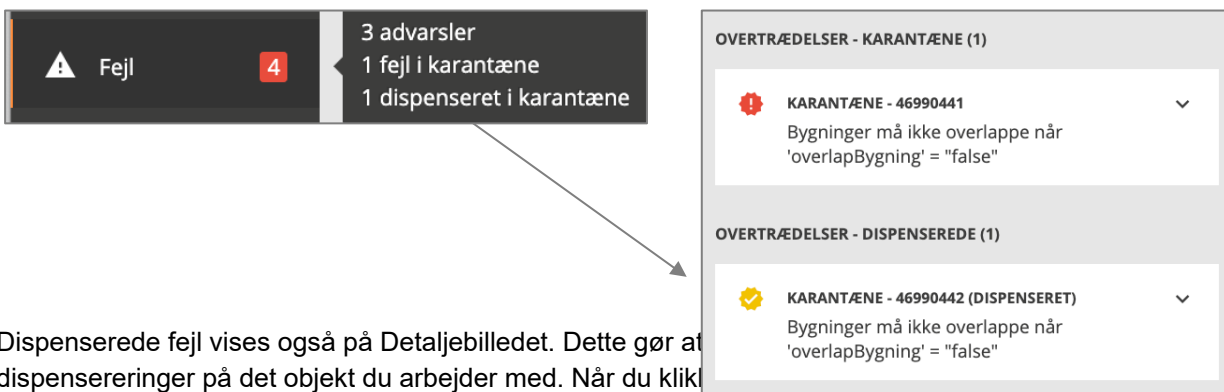 Fejl
4
3 advarsler
1 fejl i karantæne
1 dispenseret i karantæne
OVERTRÆDELSER - KARANTÆNE (1)
KARANTÆNE - 46990441
Bygninger må ikke overlappe når
'overlapBygning' = "false"
OVERTRÆDELSER - DISPENSEREDE (1)
KARANTÆNE - 46990442 (DISPENSERET)
Bygninger må ikke overlappe når
'overlapBygning' = "false"
Dispenserede fejl vises også på Detaljebilledet. Dette gør at
dispensereringer på det objekt du arbejder med. Når du